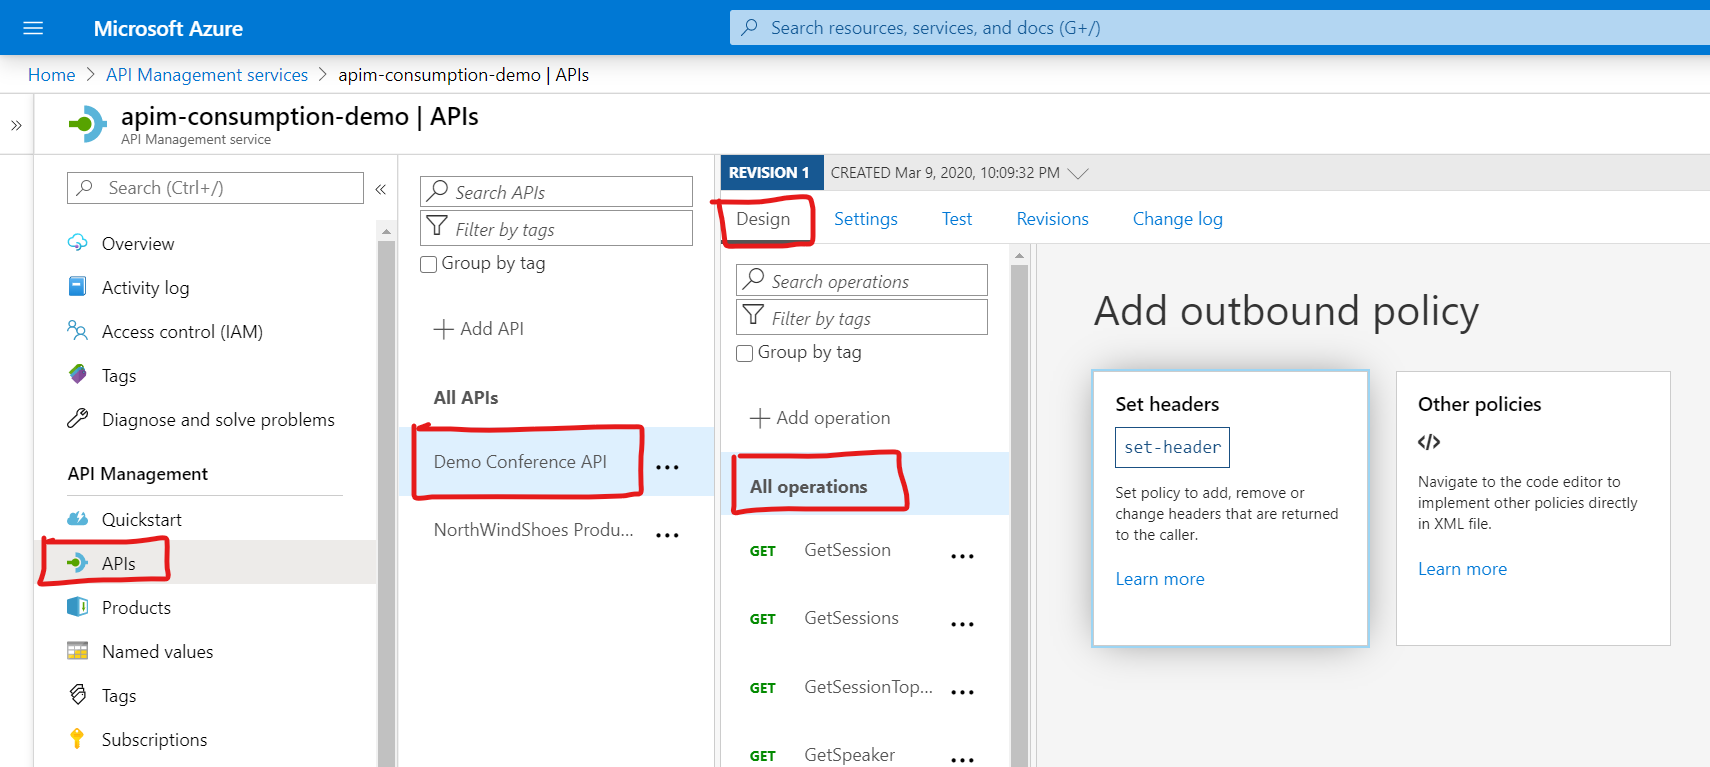 Microsoft Azure
Search resources, services, and docs (G+/)
Home > API Management services > apim-consumption-demo | APIs
»
apim-consumption-demo | APIs
API Management service
Search (Ctrl+/)
«
Overview
Activity log
Access control (IAM)
Tags
Diagnose and solve problems
API Management
Quickstart
APIs
Products
Named values
Tags
Subscriptions
Search APIs
Filter by tags
Group by tag
+ Add API
All APIs
Demo Conference API ...
NorthWindShoes Produ... ...
REVISION 1 CREATED Mar 9, 2020, 10:09:32 PM
Design Settings Test Revisions Change log
Search operations
Filter by tags
Group by tag
+ Add operation
All operations
GET GetSession ...
GET GetSessions ...
GET GetSessionTop... ...
GET GetSpeaker ...
Add outbound policy
Set headers
set-header
Set policy to add, remove or
change headers that are returned
to the caller.
Learn more
Other policies
</>
Navigate to the code editor to
implement other policies directly
in XML file.
Learn more